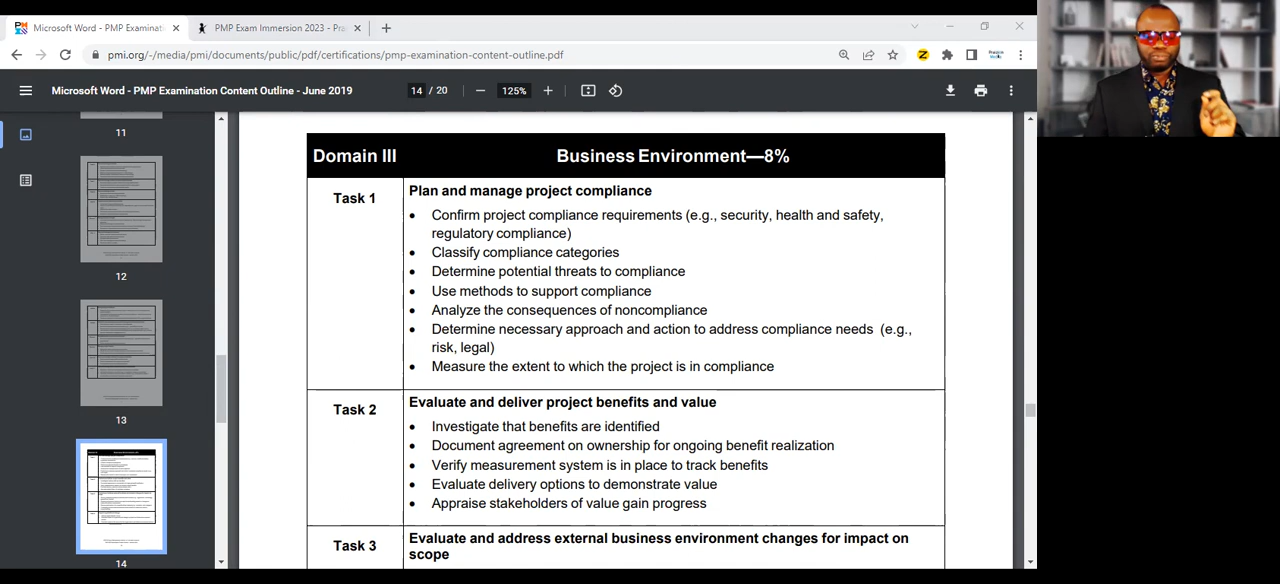 Microsoft Word - PMP Examinat
PMP Exam Immersion 2023 - Pra
pmi.org/-/media/pmi/documents/public/pdf/certifications/pmp-examination-content-outline.pdf
Microsoft Word - PMP Examination Content Outline - June 2019
14 / 20
125%
11
12
13
14
Domain III
Business Environment—8%
Task 1
Plan and manage project compliance
• Confirm project compliance requirements (e.g., security, health and safety,
regulatory compliance)
• Classify compliance categories
• Determine potential threats to compliance
• Use methods to support compliance
• Analyze the consequences of noncompliance
• Determine necessary approach and action to address compliance needs (e.g.,
risk, legal)
• Measure the extent to which the project is in compliance
Task 2
Evaluate and deliver project benefits and value
• Investigate that benefits are identified
• Document agreement on ownership for ongoing benefit realization
• Verify measurement system is in place to track benefits
• Evaluate delivery options to demonstrate value
• Appraise stakeholders of value gain progress
Task 3
Evaluate and address external business environment changes for impact on
scope